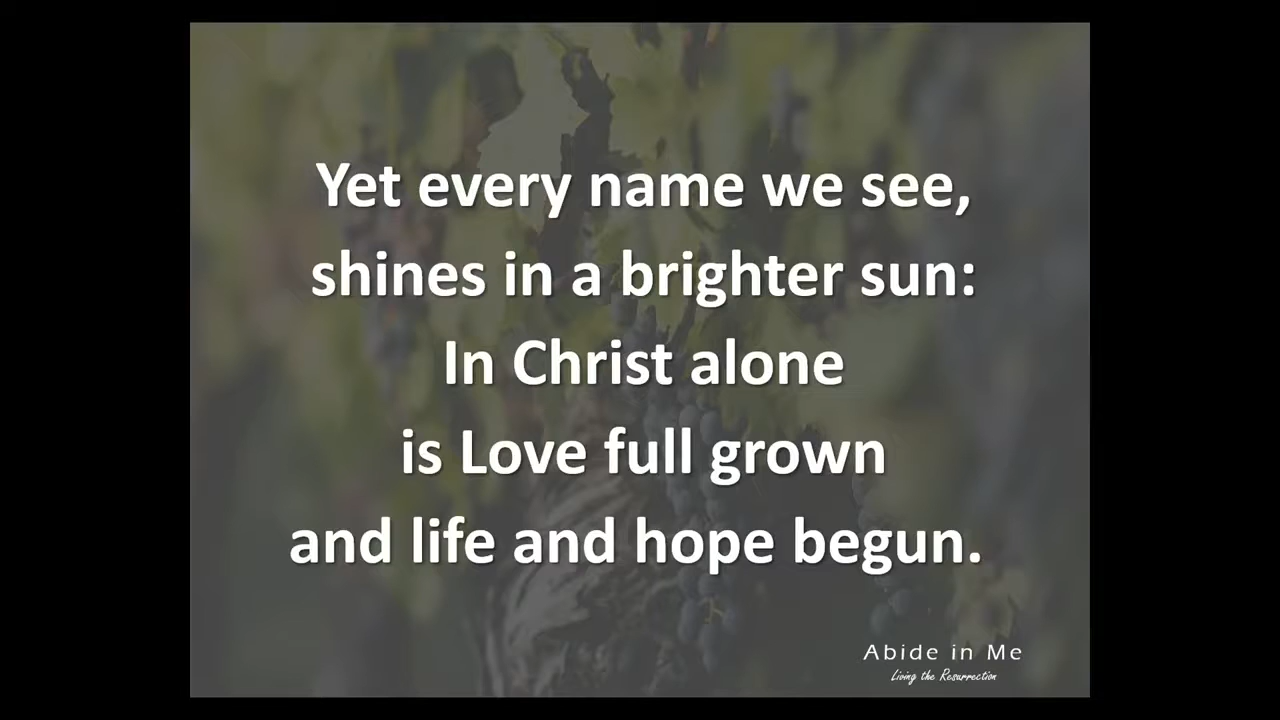 Yet every name we see,
shines in a brighter sun:
In Christ alone
is Love full grown
and life and hope begun.
Abide in Me
Living the Resurrection